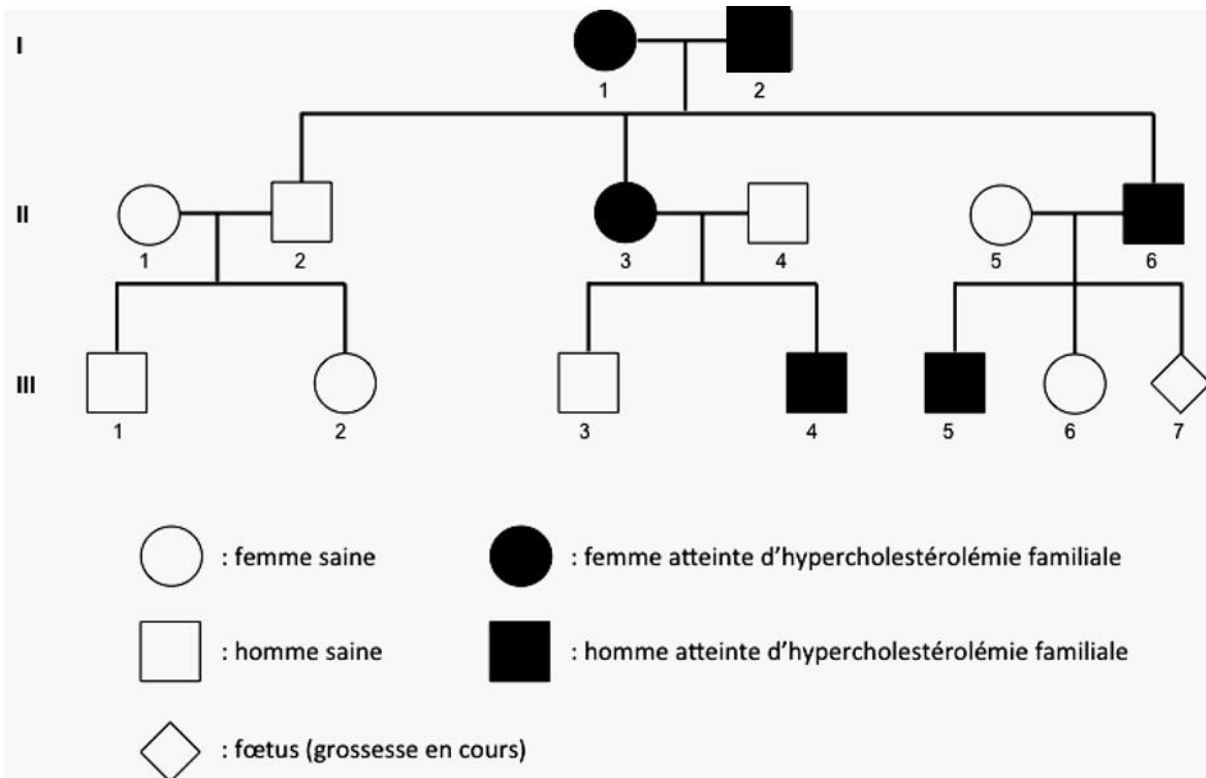 I
1 2
II
1 2 3 4 5 6
III
1 2 3 4 5 6 7
: femme saine : femme atteinte d'hypercholestérolémie familiale
: homme saine : homme atteinte d'hypercholestérolémie familiale
: fœtus (grossesse en cours)